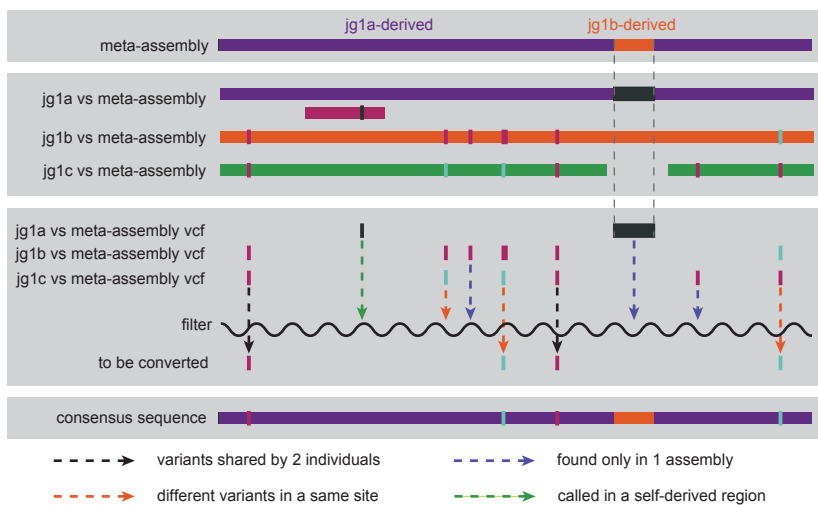 jg1a-derived jg1b-derived
meta-assembly
jg1a vs meta-assembly
jg1b vs meta-assembly
jg1c vs meta-assembly
jg1a vs meta-assembly vcf
jg1b vs meta-assembly vcf
jg1c vs meta-assembly vcf
filter
to be converted
consensus sequence
variants shared by 2 individuals found only in 1 assembly
different variants in a same site called in a self-derived region